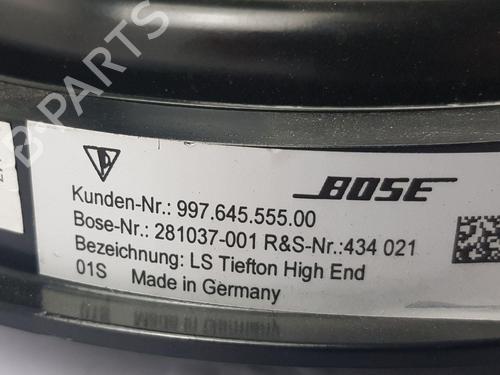 BOSE
Kunden-Nr.: 997.645.555.00
Bose-Nr.: 281037-001 R&S-Nr.:434 021
Bezeichnung: LS Tiefton High End
01S Made in Germany
B-PARTS